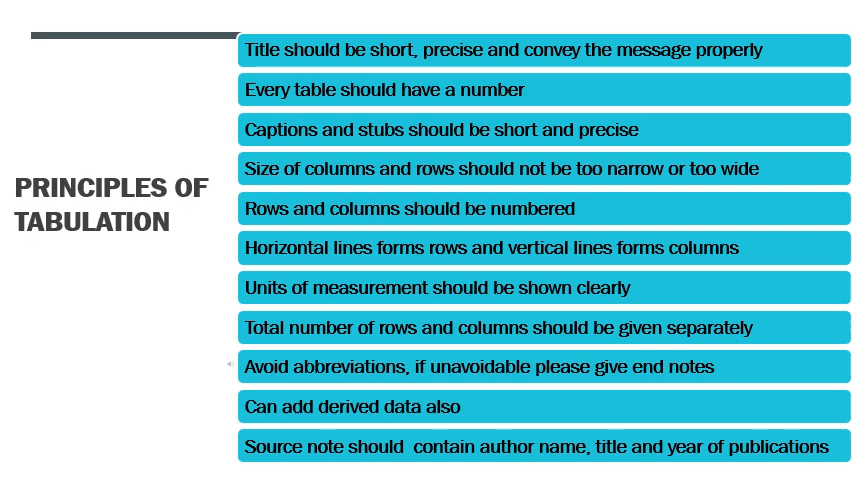 PRINCIPLES OF
TABULATION
Title should be short, precise and convey the message properly
Every table should have a number
Captions and stubs should be short and precise
Size of columns and rows should not be too narrow or too wide
Rows and columns should be numbered
Horizontal lines forms rows and vertical lines forms columns
Units of measurement should be shown clearly
Total number of rows and columns should be given separately
Avoid abbreviations, if unavoidable please give end notes
Can add derived data also
Source note should  contain author name, title and year of publications